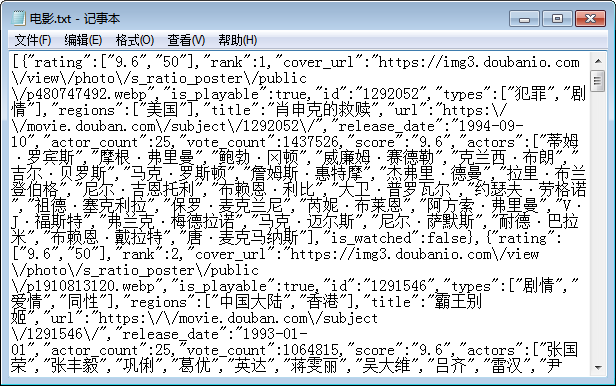 电影.txt - 记事本
文件(F) 编辑(E) 格式(O) 查看(V) 帮助(H)
[{"rating":["9.6","50"],"rank":1,"cover_url":"https://img3.doubanio.com
\/view\/photo\/s_ratio_poster\/public
\/p480747492.webp","is_playable":true,"id":"1292052","types":["犯罪","剧
情"],"regions":["美国"],"title":"肖申克的救赎","url":"https:\/
\/movie.douban.com\/subject\/1292052\/","release_date":"1994-09-
10","actor_count":25,"vote_count":1437526,"score":"9.6","actors":["蒂姆
·罗宾斯","摩根·弗里曼","鲍勃·冈顿","威廉姆·赛德勒","克兰西·布朗","
吉尔·贝罗斯","马克·罗斯顿","詹姆斯·惠特摩","杰弗里·德曼","拉里·布兰
登伯格","尼尔·吉恩托利","布赖恩·利比","大卫·普罗瓦尔","约瑟夫·劳格诺
","祖德·塞克利拉","保罗·麦克兰尼","芮妮·布莱恩","阿方索·弗里曼","V·
J·福斯特","弗兰克·梅德拉诺","马克·迈尔斯","尼尔·萨默斯","耐德·巴拉
米","布赖恩·戴拉特","唐·麦克马纳斯"],"is_watched":false},{"rating":
["9.6","50"],"rank":2,"cover_url":"https://img3.doubanio.com\/view
\/photo\/s_ratio_poster\/public
\/p1910813120.webp","is_playable":true,"id":"1291546","types":["剧情","
爱情","同性"],"regions":["中国大陆","香港"],"title":"霸王别
姬","url":"https:\/\/movie.douban.com\/subject
\/1291546\/","release_date":"1993-01-
01","actor_count":25,"vote_count":1064815,"score":"9.6","actors":["张国
荣","张丰毅","巩俐","葛优","英达","蒋雯丽","吴大维","吕齐","雷汉","尹